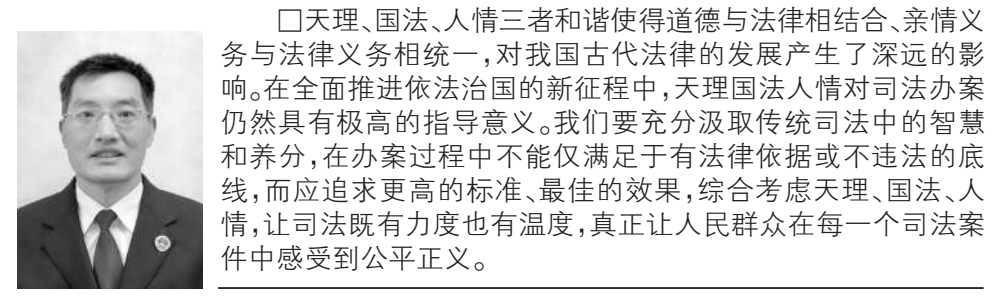 □天理、国法、人情三者和谐使得道德与法律相结合、亲情义
务与法律义务相统一，对我国古代法律的发展产生了深远的影
响。在全面推进依法治国的新征程中，天理国法人情对司法办案
仍然具有极高的指导意义。我们要充分汲取传统司法中的智慧
和养分，在办案过程中不能仅满足于有法律依据或不违法的底
线，而应追求更高的标准、最佳的效果，综合考虑天理、国法、人
情，让司法既有力度也有温度，真正让人民群众在每一个司法案
件中感受到公平正义。